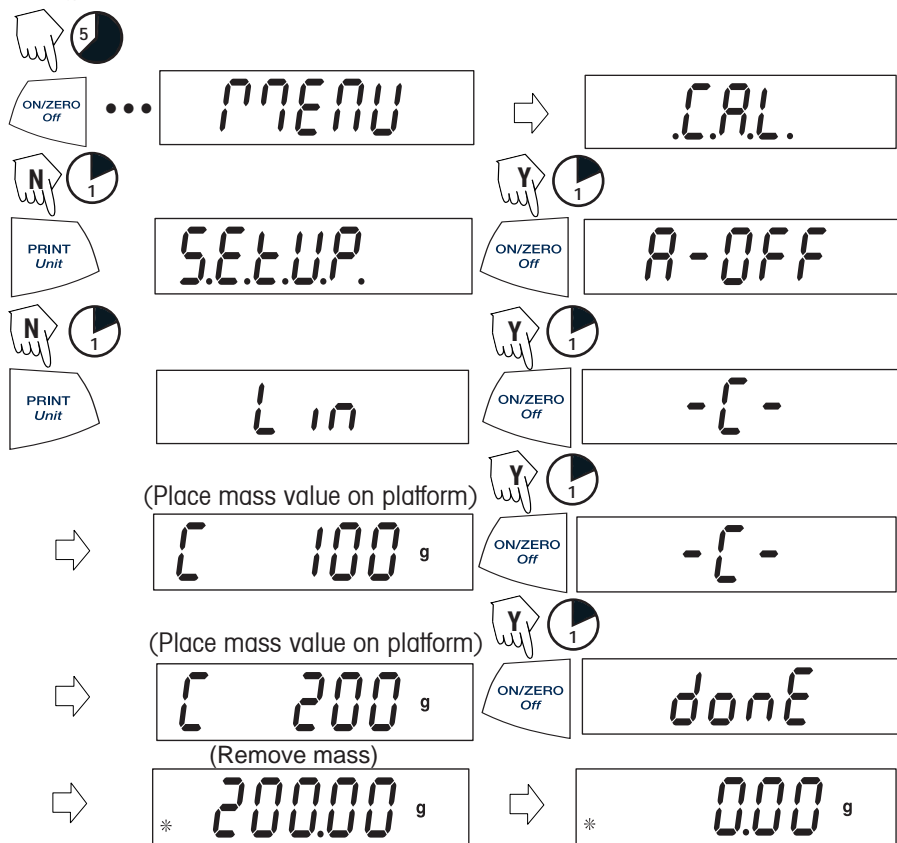 5
ON/ZERO
Off
MENU
.C.A.L.
N
1
Y
1
PRINT
Unit
S.E.t.U.P.
ON/ZERO
Off
A-OFF
N
1
Y
1
PRINT
Unit
Lin
ON/ZERO
Off
-C-
Y
1
(Place mass value on platform)
C 100 g
ON/ZERO
Off
-C-
Y
1
(Place mass value on platform)
C 200 g
ON/ZERO
Off
donE
(Remove mass)
* 200.00 g
* 0.00 g